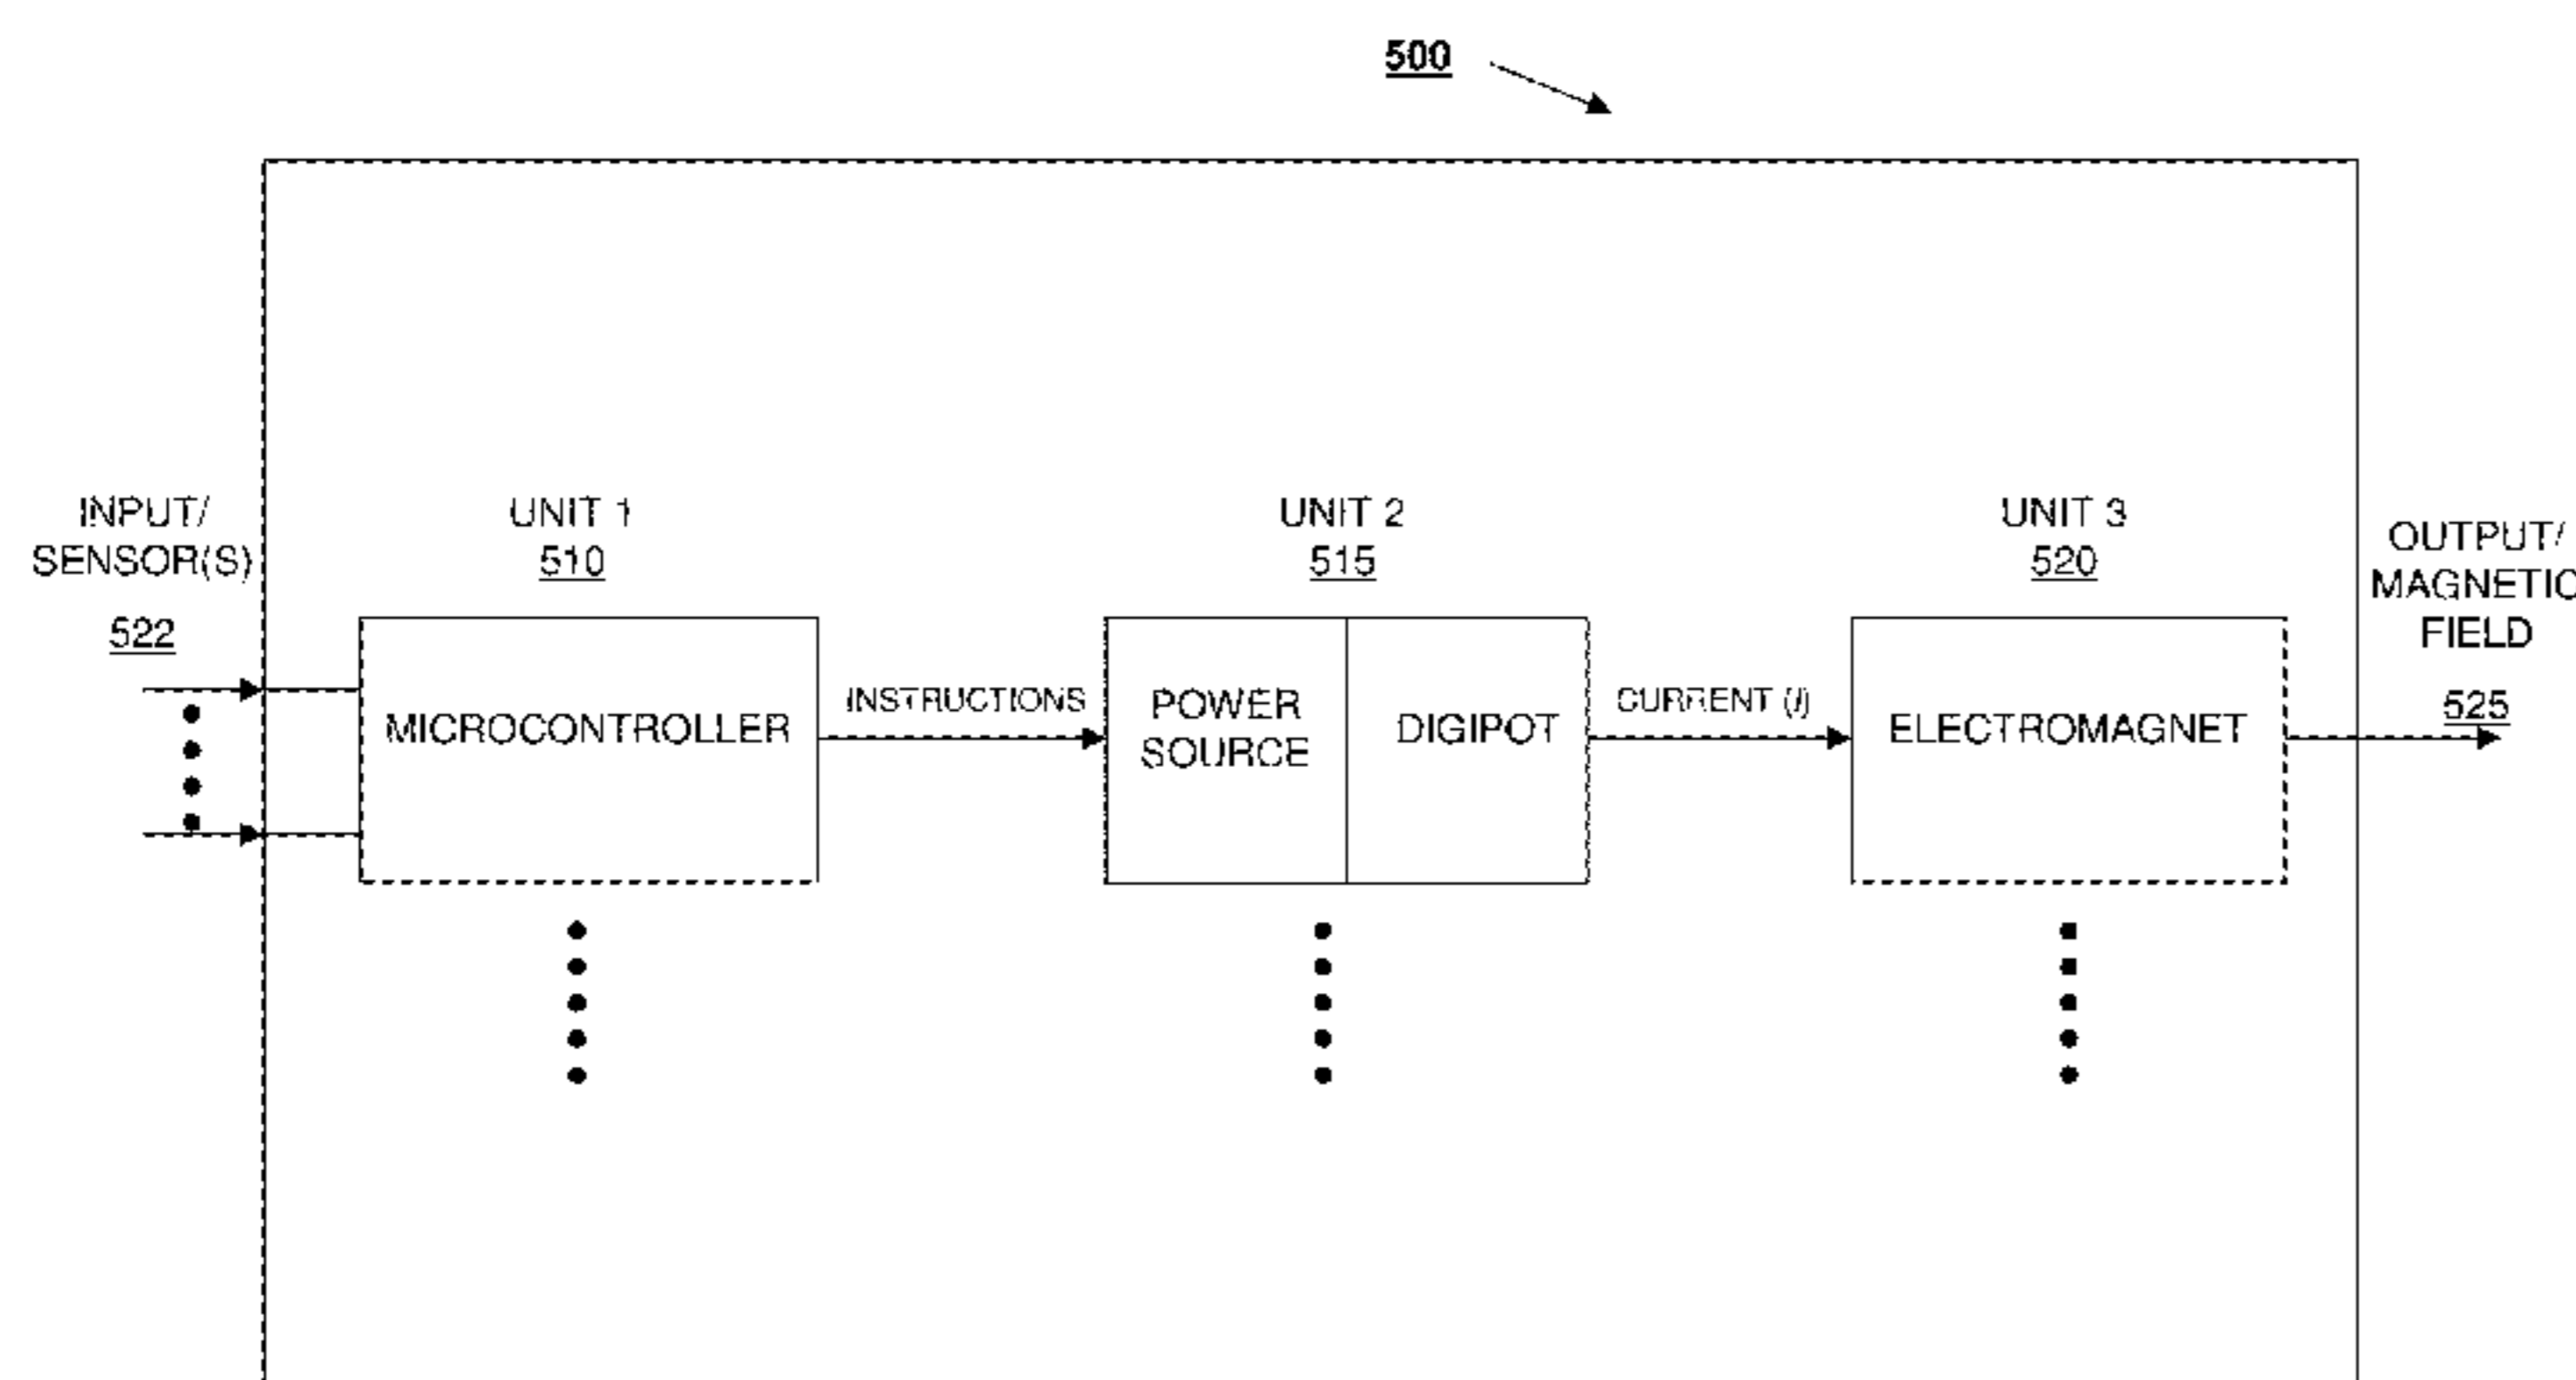 500
INPUT/
SENSOR(S)
522
UNIT 1
510
UNIT 2
515
UNIT 3
520
OUTPUT/
MAGNETIC
FIELD
525
MICROCONTROLLER
INSTRUCTIONS
POWER
SOURCE
DIGIPOT
CURRENT (i)
ELECTROMAGNET